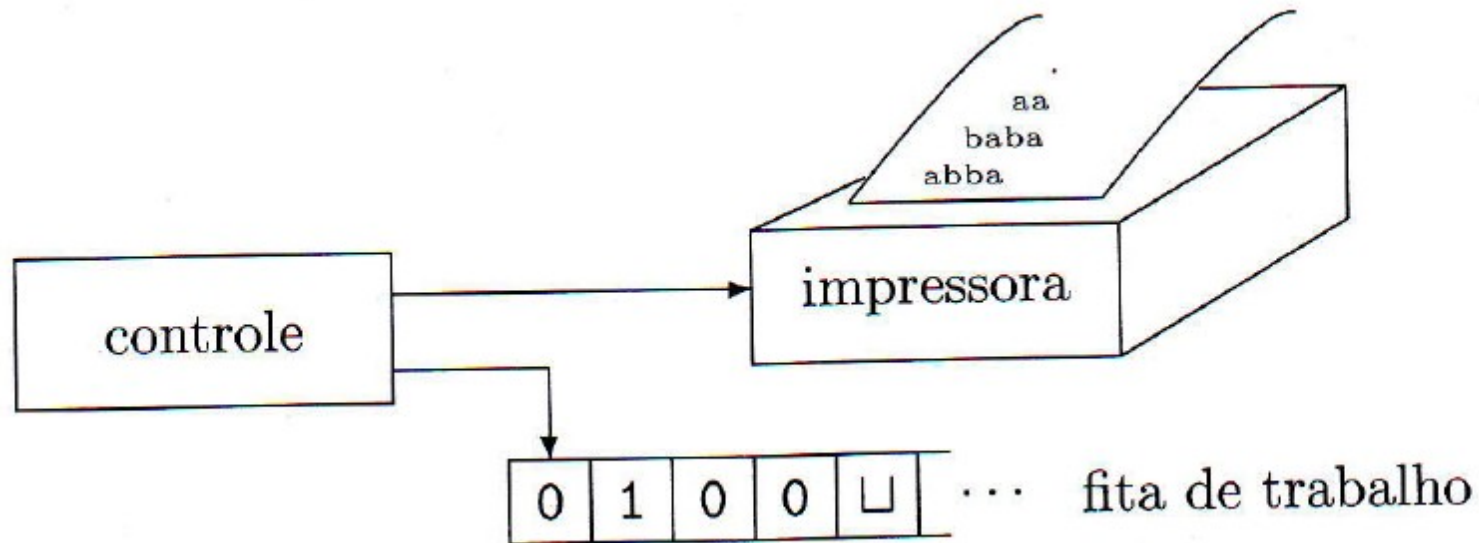 aa
baba
abba
impressora
controle
0 1 0 0 ⊔ ··· fita de trabalho